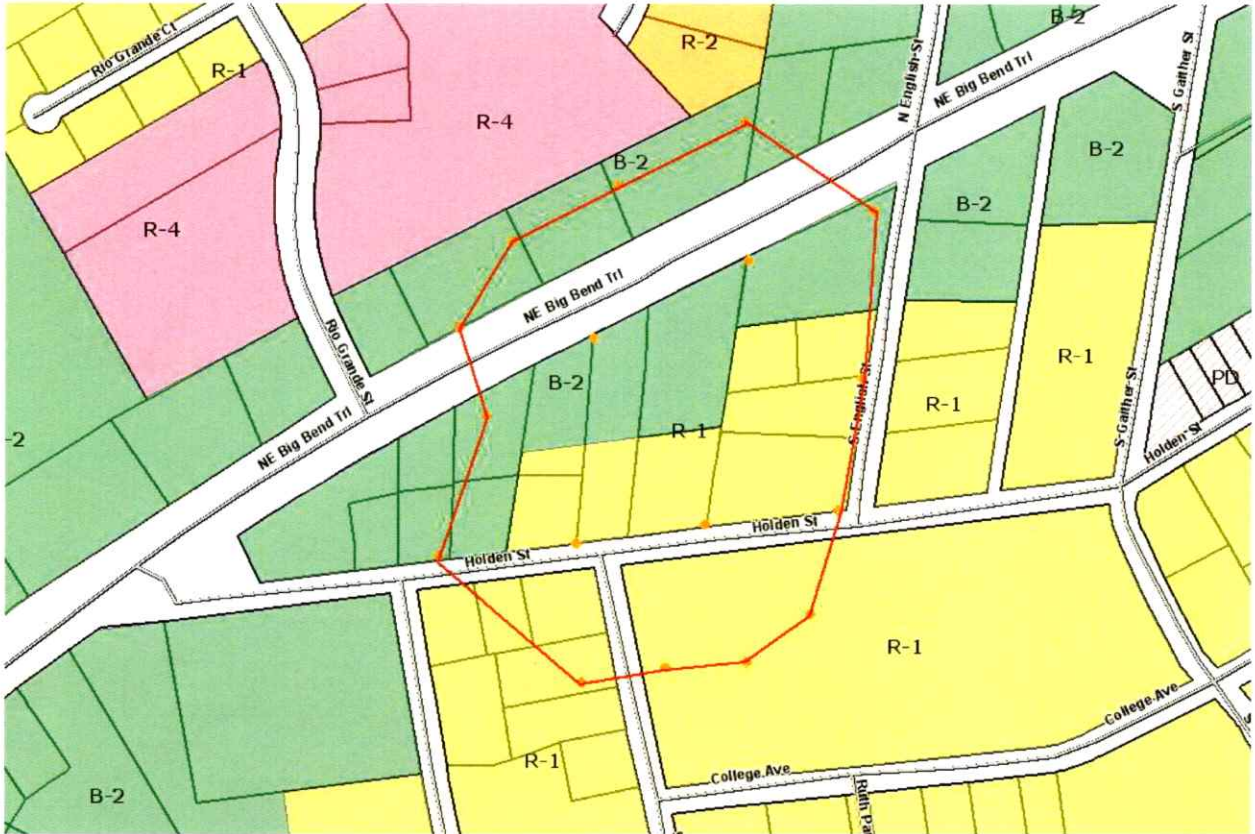 B-2
Rio Grande Ct
R-2
R-1
S Gaither St
N English St
NE Big Bend Trl
R-4
B-2
B-2
B-2
R-4
NE Big Bend Trl
Rio Grande St
R-1
PD
B-2
R-1
S English St
R-1
S Gaither St
NE Big Bend Trl
-2
Holden St
Holden St
Holden St
R-1
College Ave
R-1
College Ave
B-2